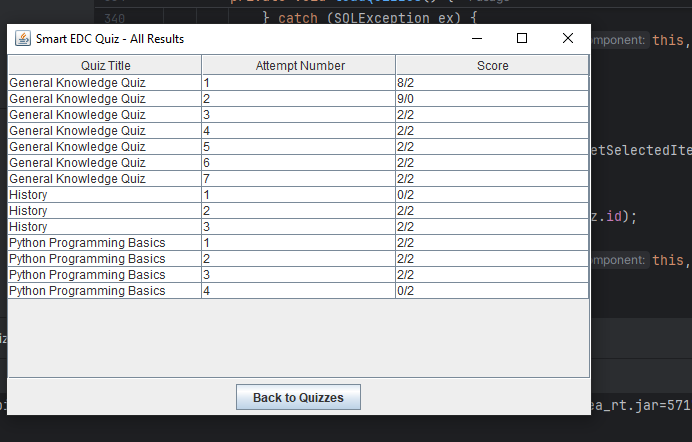 340
} catch (SQLException ex) {
Smart EDC Quiz - All Results
omponent: this,
Quiz Title Attempt Number Score
General Knowledge Quiz 1 8/2
General Knowledge Quiz 2 9/0
General Knowledge Quiz 3 2/2
General Knowledge Quiz 4 2/2
etSelectedIte
General Knowledge Quiz 5 2/2
General Knowledge Quiz 6 2/2
General Knowledge Quiz 7 2/2
History 1 0/2
History 2 2/2
z.id);
History 3 2/2
Python Programming Basics 1 2/2
Python Programming Basics 2 2/2
omponent: this,
Python Programming Basics 3 2/2
Python Programming Basics 4 0/2
Back to Quizzes
ea_rt.jar=571